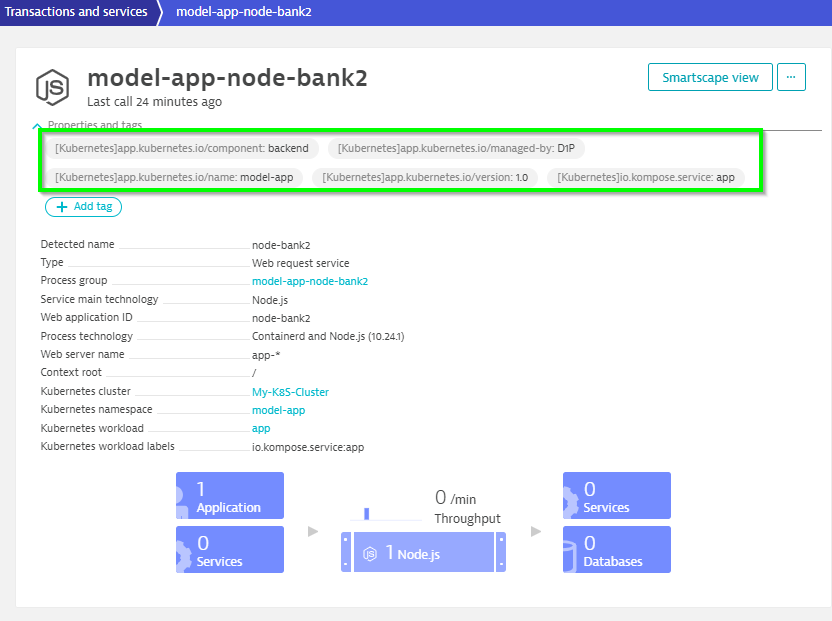 Transactions and services model-app-node-bank2
JS
model-app-node-bank2
Last call 24 minutes ago
Smartscape view ...
Properties and tags
[Kubernetes]app.kubernetes.io/component: backend [Kubernetes]app.kubernetes.io/managed-by: D1P
[Kubernetes]app.kubernetes.io/name: model-app [Kubernetes]app.kubernetes.io/version: 1.0 [Kubernetes]io.kompose.service: app
+ Add tag
Detected name node-bank2
Type Web request service
Process group model-app-node-bank2
Service main technology Node.js
Web application ID node-bank2
Process technology Containerd and Node.js (10.24.1)
Web server name app-*
Context root /
Kubernetes cluster My-K8S-Cluster
Kubernetes namespace model-app
Kubernetes workload app
Kubernetes workload labels io.kompose.service:app
1
Application
0
Services
0 /min
Throughput
JS 1 Node.js
0
Services
0
Databases